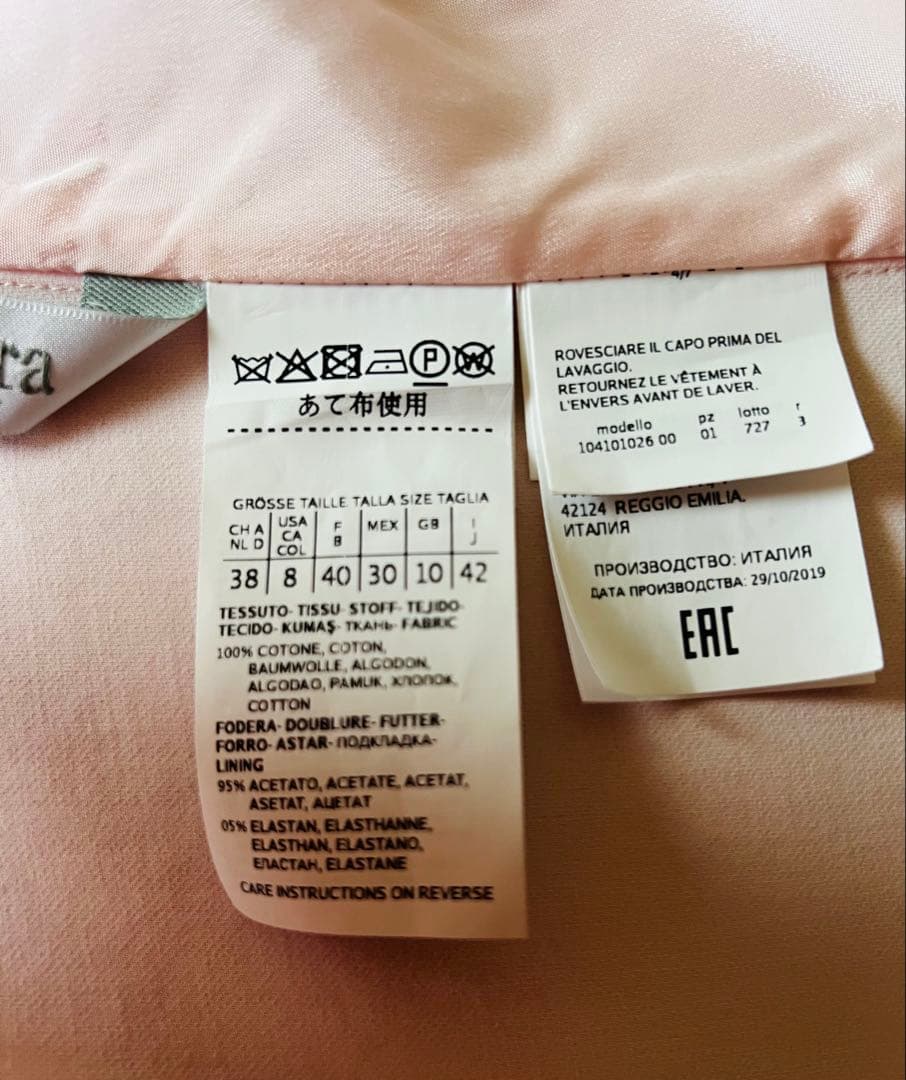 ra
P W
あて布使用
GRÖSSE TAILLE TALLA SIZE TAGLIA
CH A NL D
USA CA COL
F B
MEX
GB
I J
38 8 40 30 10 42
TESSUTO- TISSU- STOFF- TEJIDO-
TECIDO- KUMAŞ- ТКАНЬ- FABRIC
100% COTONE, COTON,
BAUMWOLLE, ALGODON,
ALGODAO, PAMUK, ХЛОПОК,
COTTON
FODERA- DOUBLURE- FUTTER-
FORRO- ASTAR- ПОДКЛАДКА-
LINING
95% ACETATO, ACETATE, ACETAT,
ASETAT, АЦЕТАТ
05% ELASTAN, ELASTHANNE,
ELASTHAN, ELASTANO,
ЕЛАСТАН, ELASTANE
CARE INSTRUCTIONS ON REVERSE
ROVESCIARE IL CAPO PRIMA DEL
LAVAGGIO.
RETOURNEZ LE VÊTEMENT À
L'ENVERS AVANT DE LAVER.
modello pz lotto r
104101026 00 01 727 3
42124 REGGIO EMILIA.
ИТАЛИЯ
ПРОИЗВОДСТВО: ИТАЛИЯ
ДАТА ПРОИЗВОДСТВА: 29/10/2019
EAC